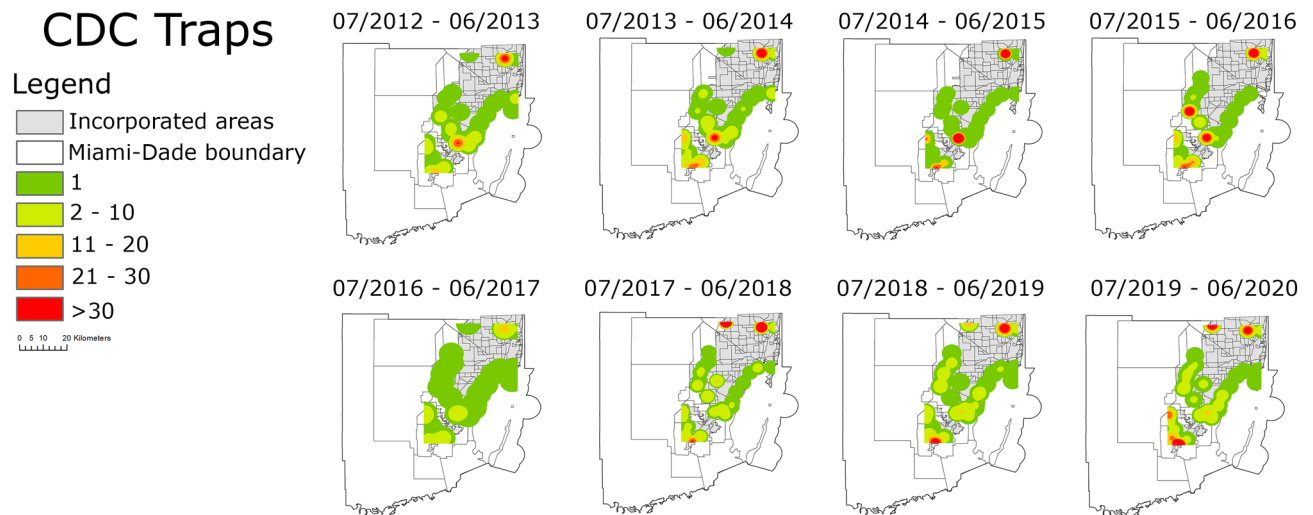 CDC Traps
Legend
Incorporated areas
Miami-Dade boundary
1
2 - 10
11 - 20
21 - 30
>30
0 5 10 20 Kilometers
07/2012 - 06/2013
07/2013 - 06/2014
07/2014 - 06/2015
07/2015 - 06/2016
07/2016 - 06/2017
07/2017 - 06/2018
07/2018 - 06/2019
07/2019 - 06/2020